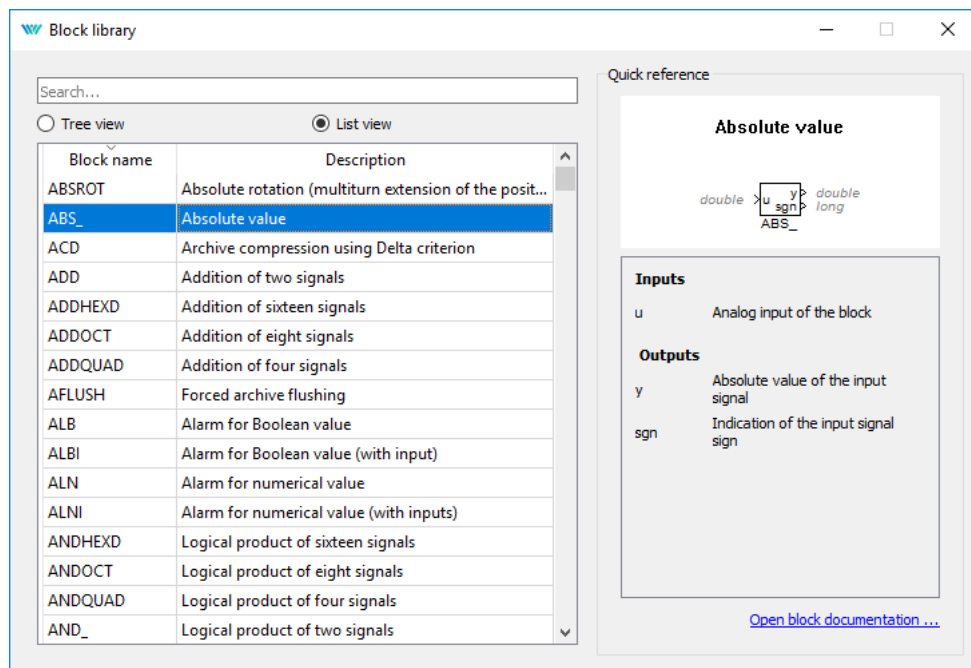 Block library
Search...
Tree view
List view
Block name Description
ABSROT Absolute rotation (multiturn extension of the posit...
ABS_ Absolute value
ACD Archive compression using Delta criterion
ADD Addition of two signals
ADDHEXD Addition of sixteen signals
ADDOCT Addition of eight signals
ADDQUAD Addition of four signals
AFLUSH Forced archive flushing
ALB Alarm for Boolean value
ALBI Alarm for Boolean value (with input)
ALN Alarm for numerical value
ALNI Alarm for numerical value (with inputs)
ANDHEXD Logical product of sixteen signals
ANDOCT Logical product of eight signals
ANDQUAD Logical product of four signals
AND_ Logical product of two signals
Quick reference
Absolute value
double u y double
sgn long
ABS_
Inputs
u Analog input of the block
Outputs
y Absolute value of the input
signal
sgn Indication of the input signal
sign
Open block documentation ...